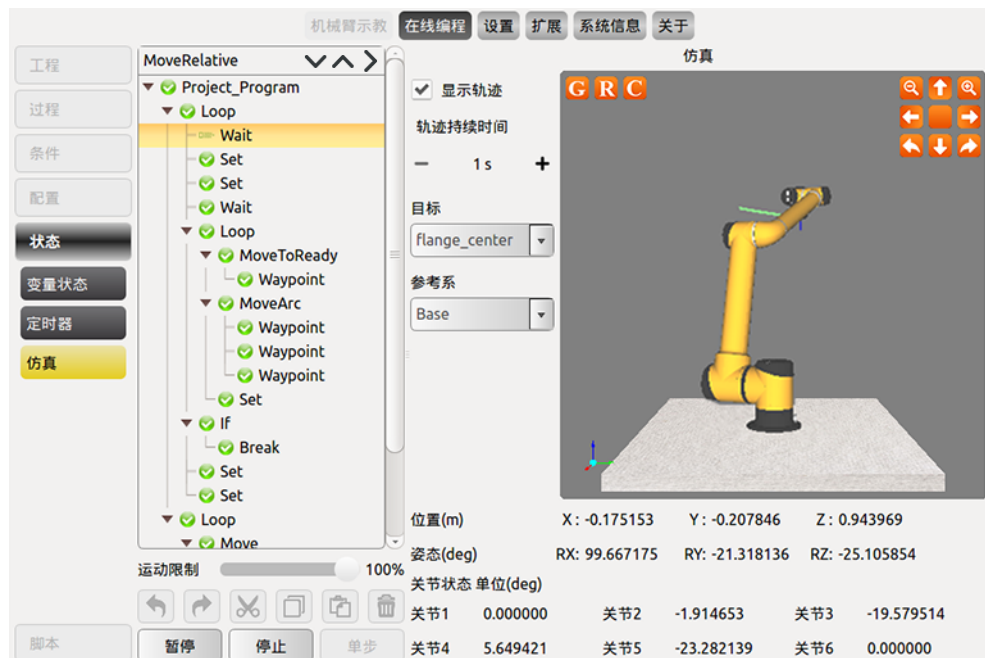 机械臂示教 在线编程 设置 扩展 系统信息 关于
工程
过程
条件
配置
状态
变量状态
定时器
仿真
脚本
MoveRelative
Project_Program
Loop
Wait
Set
Set
Wait
Loop
MoveToReady
Waypoint
MoveArc
Waypoint
Waypoint
Waypoint
Set
If
Break
Set
Set
Loop
Move
运动限制 100%
暂停 停止 单步
仿真
显示轨迹
轨迹持续时间
1 s
目标
flange_center
参考系
Base
G R C
位置(m) X : -0.175153 Y : -0.207846 Z : 0.943969
姿态(deg) RX: 99.667175 RY: -21.318136 RZ: -25.105854
关节状态 单位(deg)
关节1 0.000000 关节2 -1.914653 关节3 -19.579514
关节4 5.649421 关节5 -23.282139 关节6 0.000000